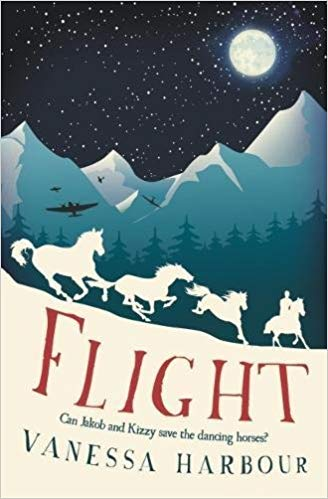 FLIGHT
Can Jakob and Kizzy save the dancing horses?
VANESSA HARBOUR